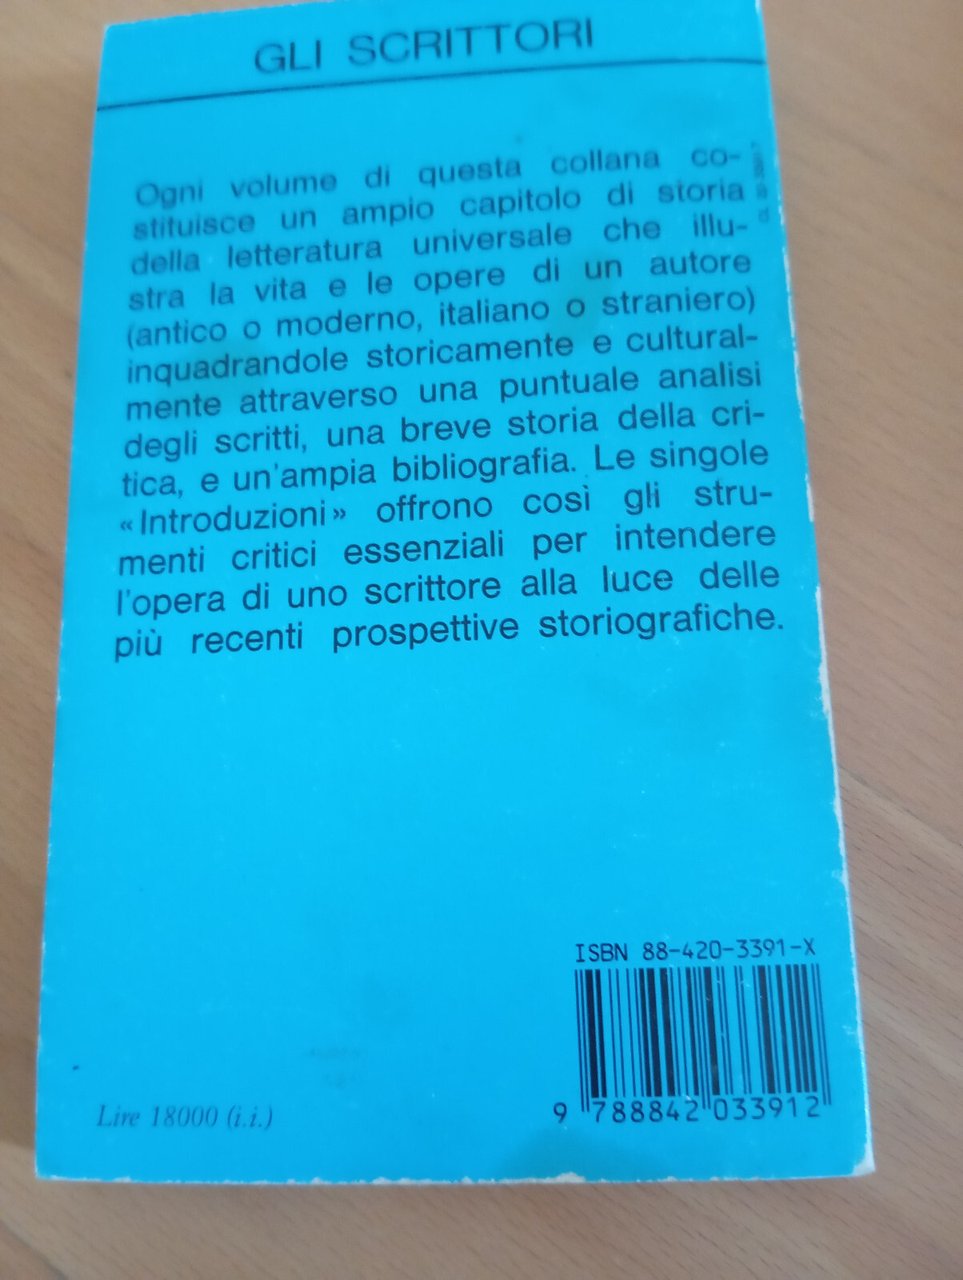 GLI SCRITTORI
Ogni volume di questa collana co-
stituisce un ampio capitolo di storia
della letteratura universale che illu-
stra la vita e le opere di un autore
(antico o moderno, italiano o straniero)
inquadrandole storicamente e cultural-
mente attraverso una puntuale analisi
degli scritti, una breve storia della cri-
tica, e un'ampia bibliografia. Le singole
«Introduzioni» offrono così gli stru-
menti critici essenziali per intendere
l'opera di uno scrittore alla luce delle
più recenti prospettive storiografiche.
ISBN 88-420-3391-X
9 788842 033912
Lire 18000 (i.i.)